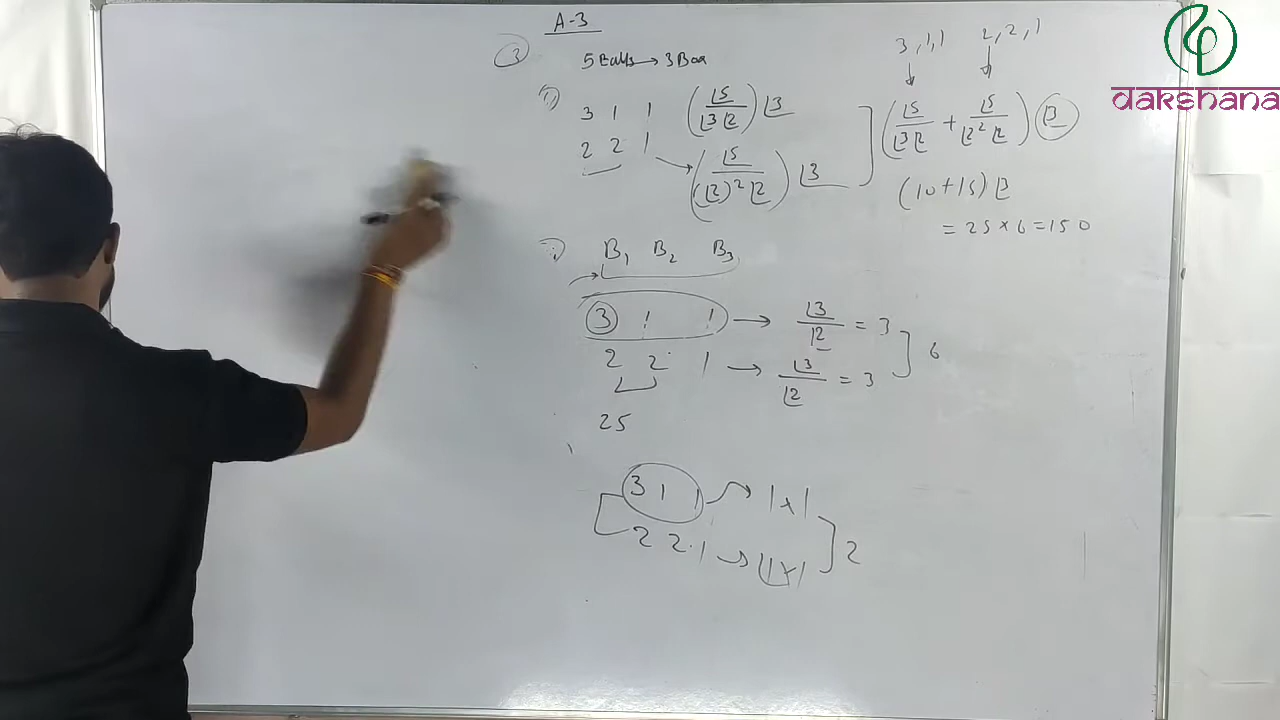 A-3
③ 5 Balls → 3 Box
i) 3 1 1 (⌊5 / ⌊3 ⌊2) ⌊3
2 2 1 → (⌊5 / (⌊2)² ⌊2) ⌊3
3,1,1 2,2,1
(⌊5 / ⌊3 ⌊2 + ⌊5 / ⌊2² ⌊2) ⌊3
(10+15) ⌊3
= 25 × 6 = 150
B₁ B₂ B₃
3 1 1 → ⌊3 / ⌊2 = 3
2 2 1 → ⌊3 / ⌊2 = 3
6
25
3 1 1 → 1×1
2 2 1 → 1×1
2
dakshana